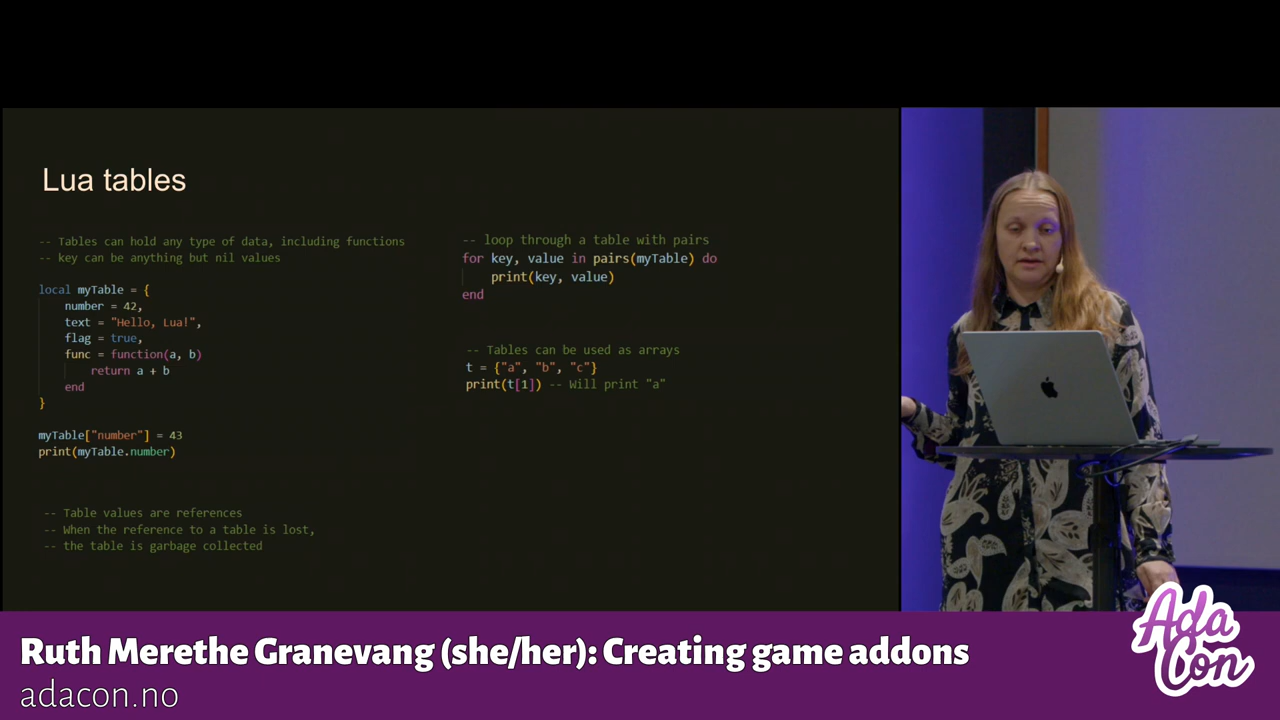 Lua tables
-- Tables can hold any type of data, including functions
-- key can be anything but nil values
local myTable = {
    number = 42,
    text = "Hello, Lua!",
    flag = true,
    func = function(a, b)
        return a + b
    end
}
myTable["number"] = 43
print(myTable.number)
-- Table values are references
-- When the reference to a table is lost,
-- the table is garbage collected
-- loop through a table with pairs
for key, value in pairs(myTable) do
    print(key, value)
end
-- Tables can be used as arrays
t = {"a", "b", "c"}
print(t[1]) -- Will print "a"
Ruth Merethe Granevang (she/her): Creating game addons
adacon.no
Ada
Con